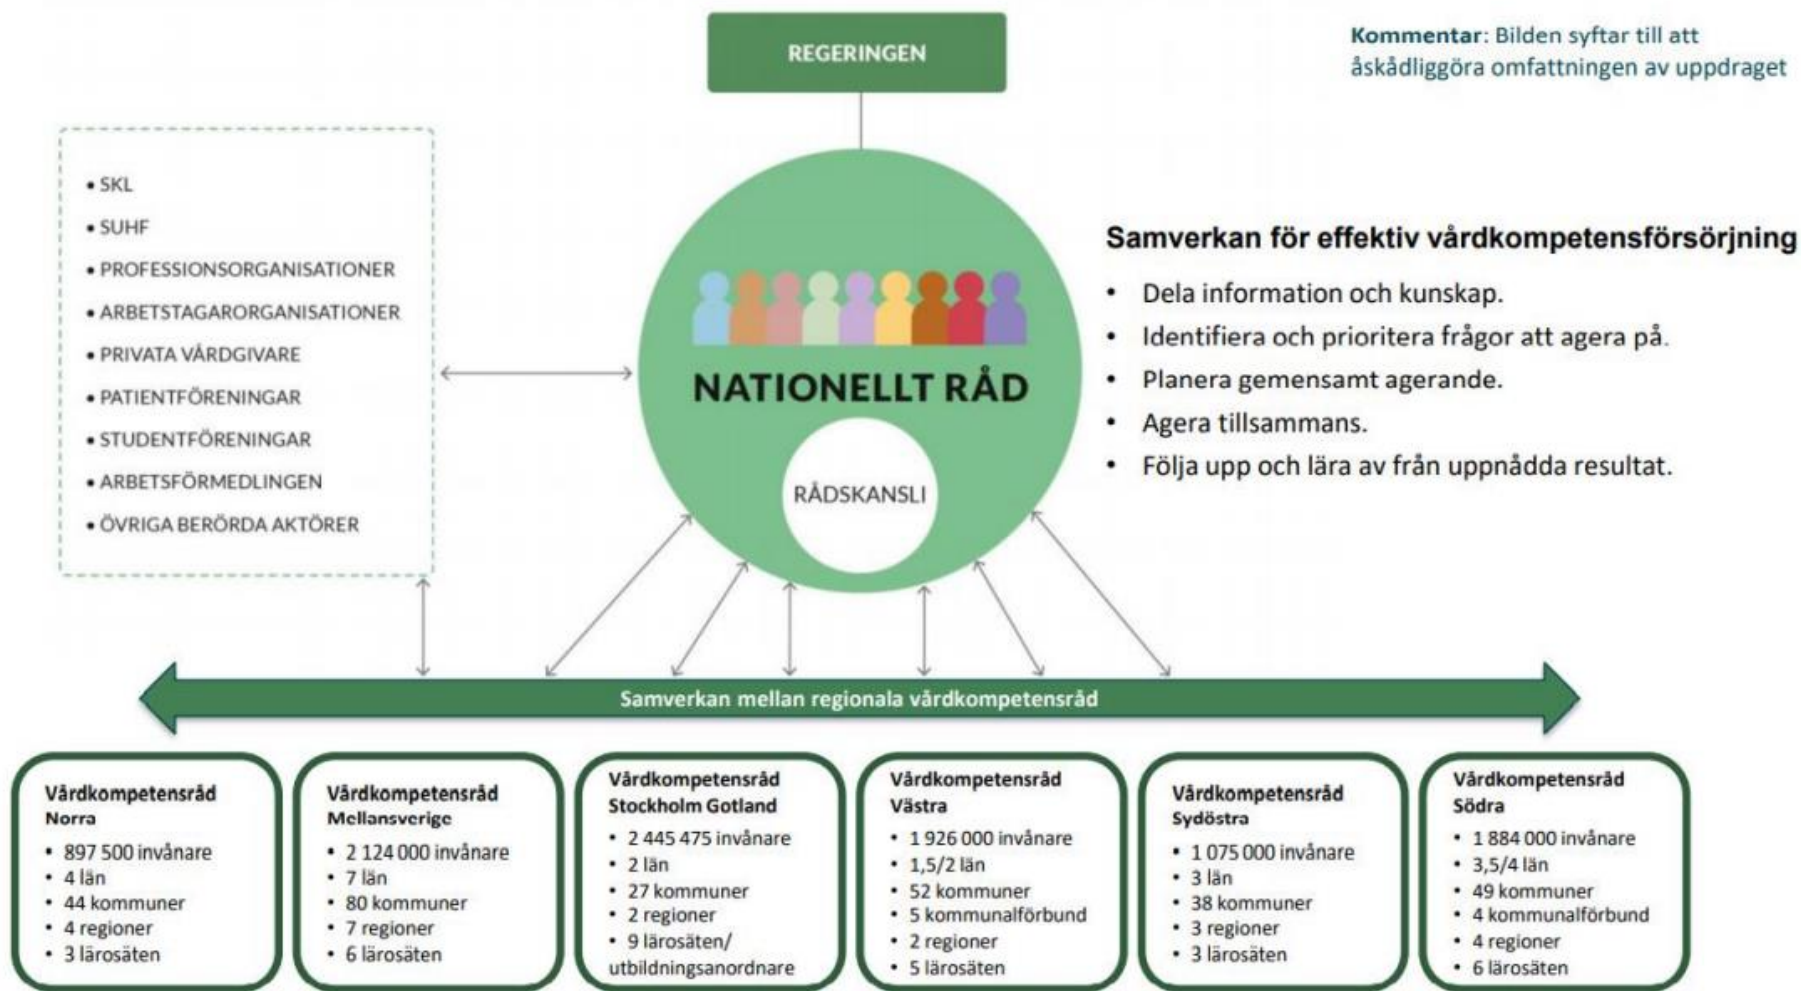 REGERINGEN
Kommentar: Bilden syftar till att
åskådliggöra omfattningen av uppdraget
• SKL
• SUHF
• PROFESSIONSORGANISATIONER
• ARBETSTAGARORGANISATIONER
• PRIVATA VÅRDGIVARE
• PATIENTFÖRENINGAR
• STUDENTFÖRENINGAR
• ARBETSFÖRMEDLINGEN
• ÖVRIGA BERÖRDA AKTÖRER
NATIONELLT RÅD
RÅDSKANSLI
Samverkan för effektiv vårdkompetensförsörjning
• Dela information och kunskap.
• Identifiera och prioritera frågor att agera på.
• Planera gemensamt agerande.
• Agera tillsammans.
• Följa upp och lära av från uppnådda resultat.
Samverkan mellan regionala vårdkompetensråd
Vårdkompetensråd
Norra
• 897 500 invånare
• 4 län
• 44 kommuner
• 4 regioner
• 3 lärosäten
Vårdkompetensråd
Mellansverige
• 2 124 000 invånare
• 7 län
• 80 kommuner
• 7 regioner
• 6 lärosäten
Vårdkompetensråd
Stockholm Gotland
• 2 445 475 invånare
• 2 län
• 27 kommuner
• 2 regioner
• 9 lärosäten/
utbildningsanordnare
Vårdkompetensråd
Västra
• 1 926 000 invånare
• 1,5/2 län
• 52 kommuner
• 5 kommunalförbund
• 2 regioner
• 5 lärosäten
Vårdkompetensråd
Sydöstra
• 1 075 000 invånare
• 3 län
• 38 kommuner
• 3 regioner
• 3 lärosäten
Vårdkompetensråd
Södra
• 1 884 000 invånare
• 3,5/4 län
• 49 kommuner
• 4 kommunalförbund
• 4 regioner
• 6 lärosäten